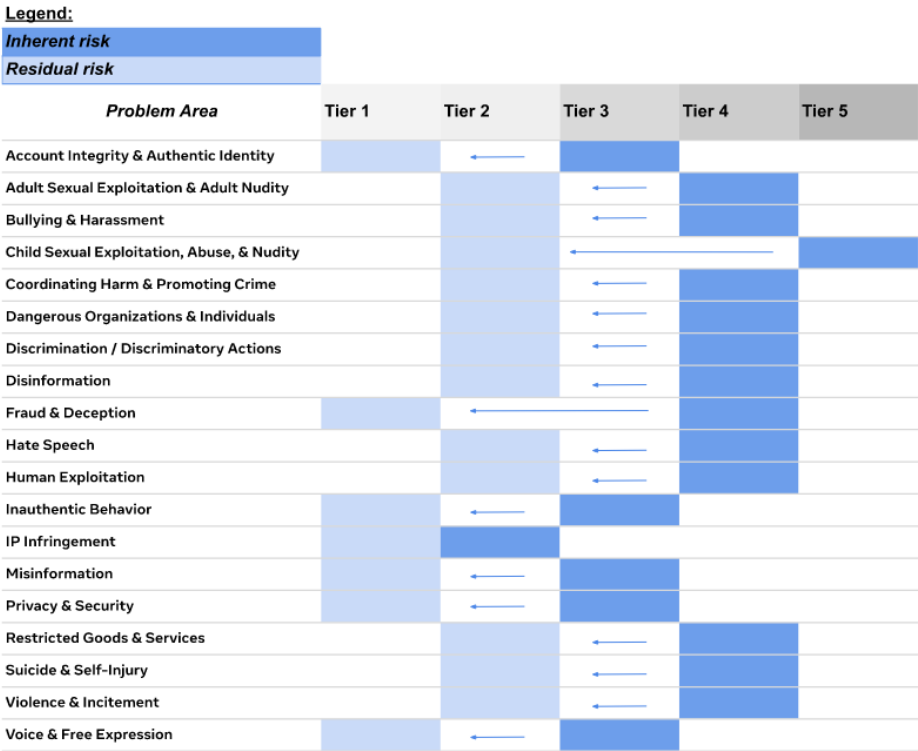 Legend:
Inherent risk
Residual risk
Problem Area Tier 1 Tier 2 Tier 3 Tier 4 Tier 5
Account Integrity & Authentic Identity
Adult Sexual Exploitation & Adult Nudity
Bullying & Harassment
Child Sexual Exploitation, Abuse, & Nudity
Coordinating Harm & Promoting Crime
Dangerous Organizations & Individuals
Discrimination / Discriminatory Actions
Disinformation
Fraud & Deception
Hate Speech
Human Exploitation
Inauthentic Behavior
IP Infringement
Misinformation
Privacy & Security
Restricted Goods & Services
Suicide & Self-Injury
Violence & Incitement
Voice & Free Expression